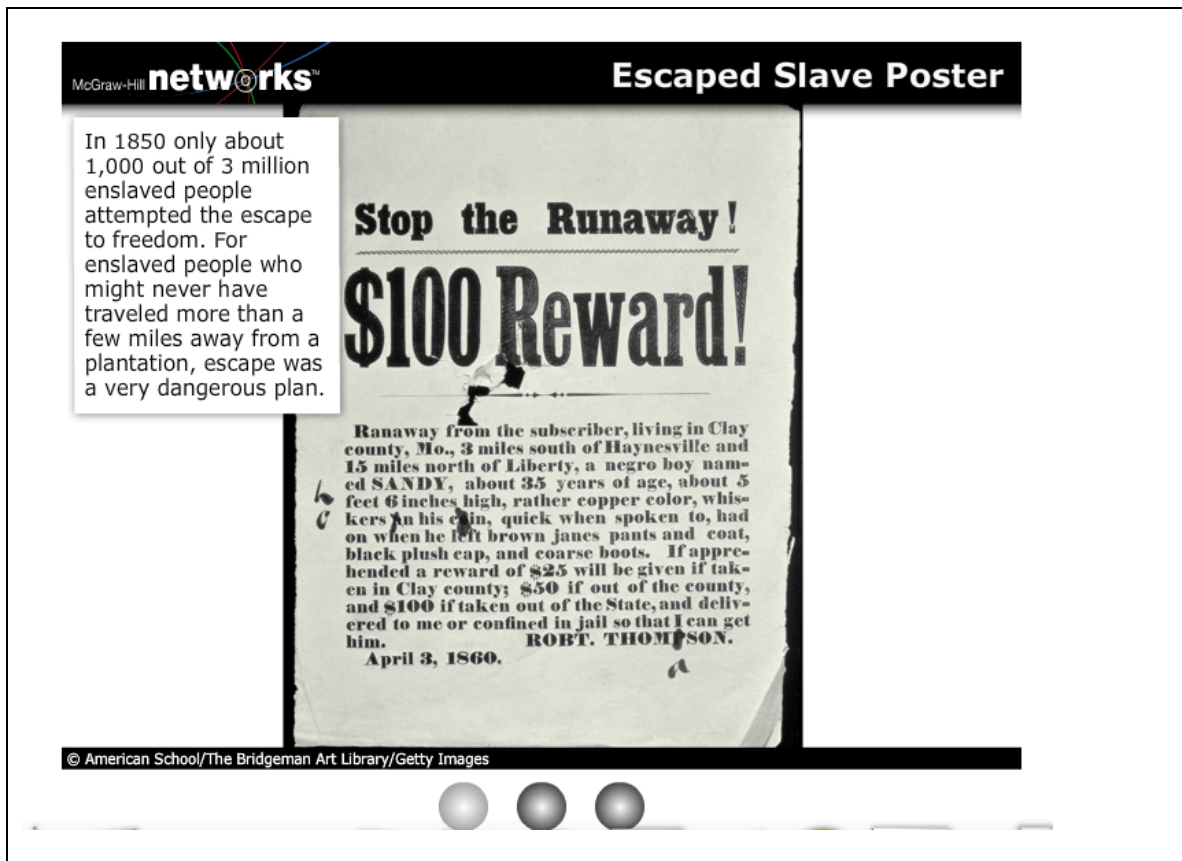 McGraw-Hill netw●rks™
Escaped Slave Poster
In 1850 only about
1,000 out of 3 million
enslaved people
attempted the escape
to freedom. For
enslaved people who
might never have
traveled more than a
few miles away from a
plantation, escape was
a very dangerous plan.
Stop the Runaway!
$100 Reward!
Ranaway from the subscriber, living in Clay
county, Mo., 3 miles south of Haynesville and
15 miles north of Liberty, a negro boy nam-
ed SANDY, about 35 years of age, about 5
feet 6 inches high, rather copper color, whis-
kers on his chin, quick when spoken to, had
on when he left brown janes pants and coat,
black plush cap, and coarse boots. If appre-
hended a reward of $25 will be given if tak-
en in Clay county; $50 if out of the county,
and $100 if taken out of the State, and deliv-
ered to me or confined in jail so that I can get
him. ROBT. THOMPSON.
April 3, 1860.
h
c
a
© American School/The Bridgeman Art Library/Getty Images